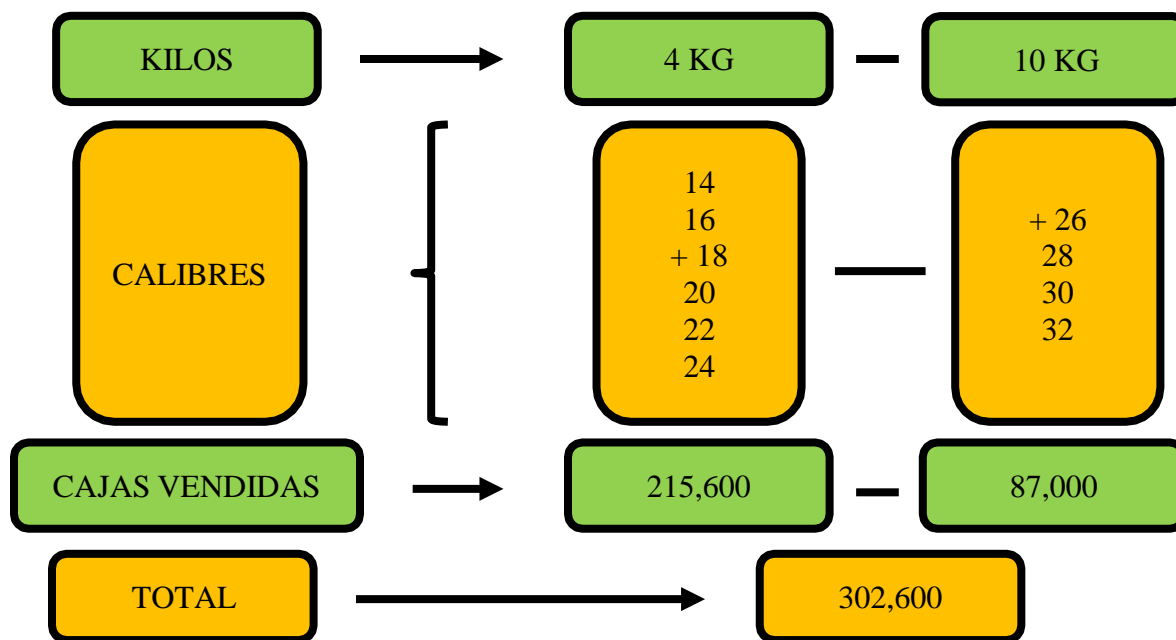 KILOS
4 KG
10 KG
CALIBRES
14
16
+ 18
20
22
24
+ 26
28
30
32
CAJAS VENDIDAS
215,600
87,000
TOTAL
302,600